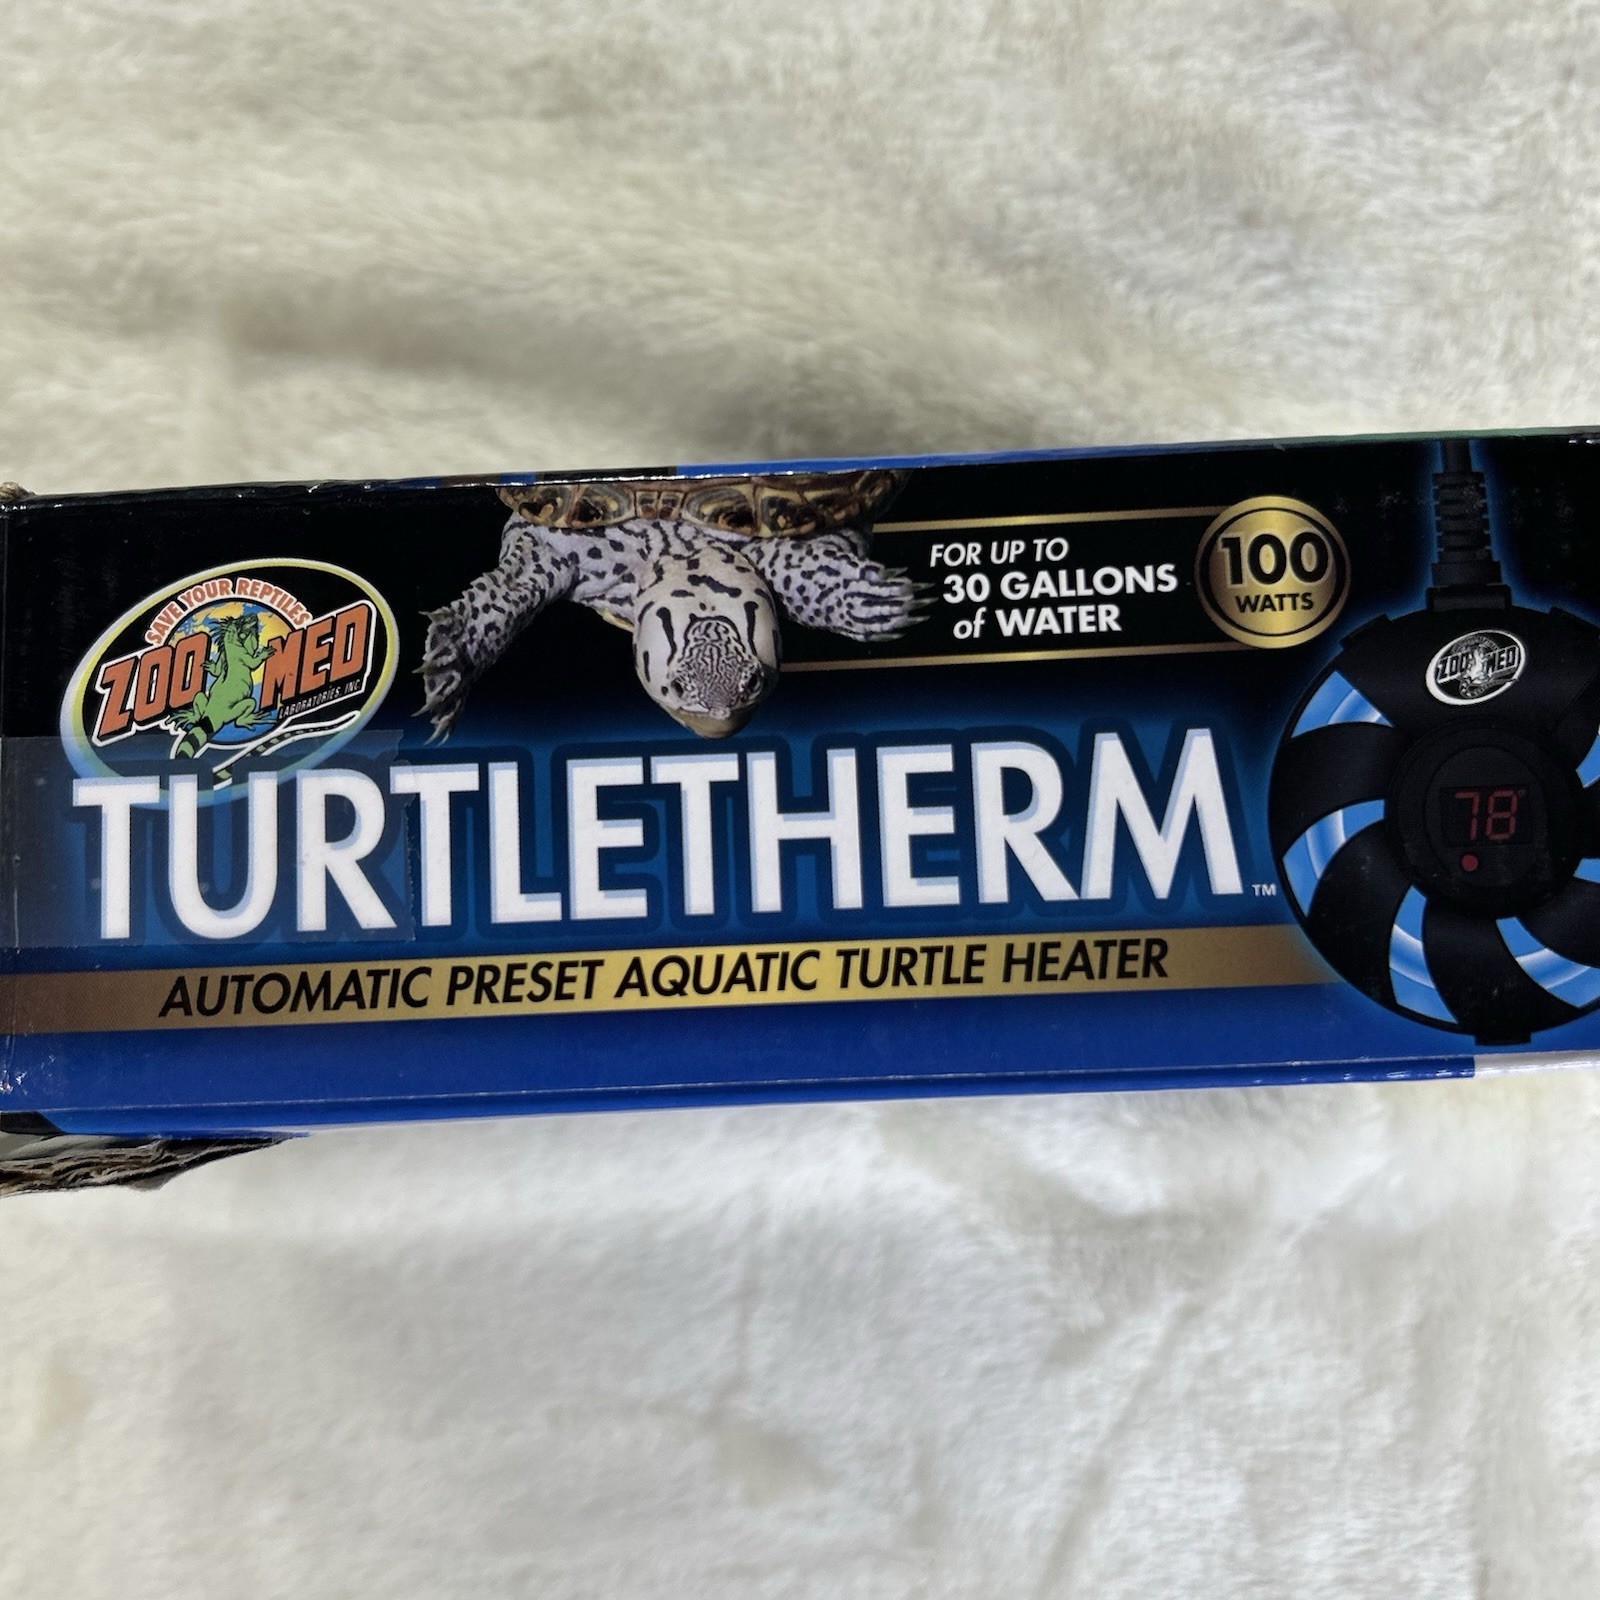 SAVE YOUR REPTILES
ZOO MED
LABORATORIES, INC.
FOR UP TO
30 GALLONS
of WATER
100
WATTS
ZOO MED
78°
TURTLETHERM™
AUTOMATIC PRESET AQUATIC TURTLE HEATER